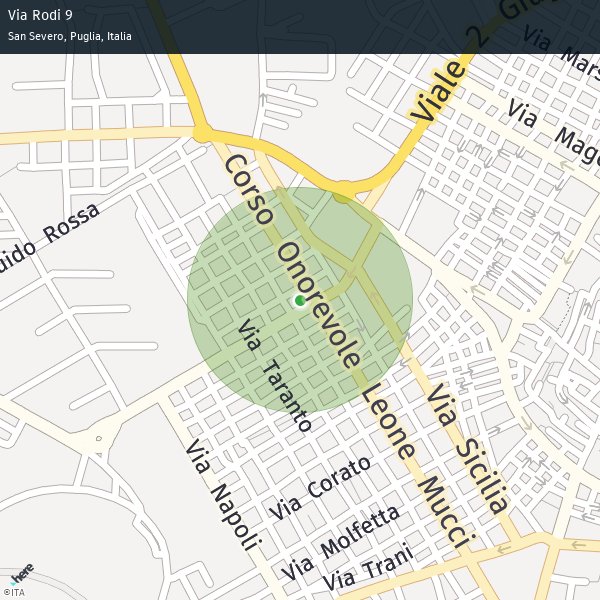 Via Rodi 9
San Severo, Puglia, Italia
Viale 2 Giug
Via Mars
Via Mage
Corso Onorevole Leone Mucci
uido Rossa
Via Taranto
Via Sicilia
Via Napoli
Via Corato
Via Molfetta
Via Trani
here
©ITA